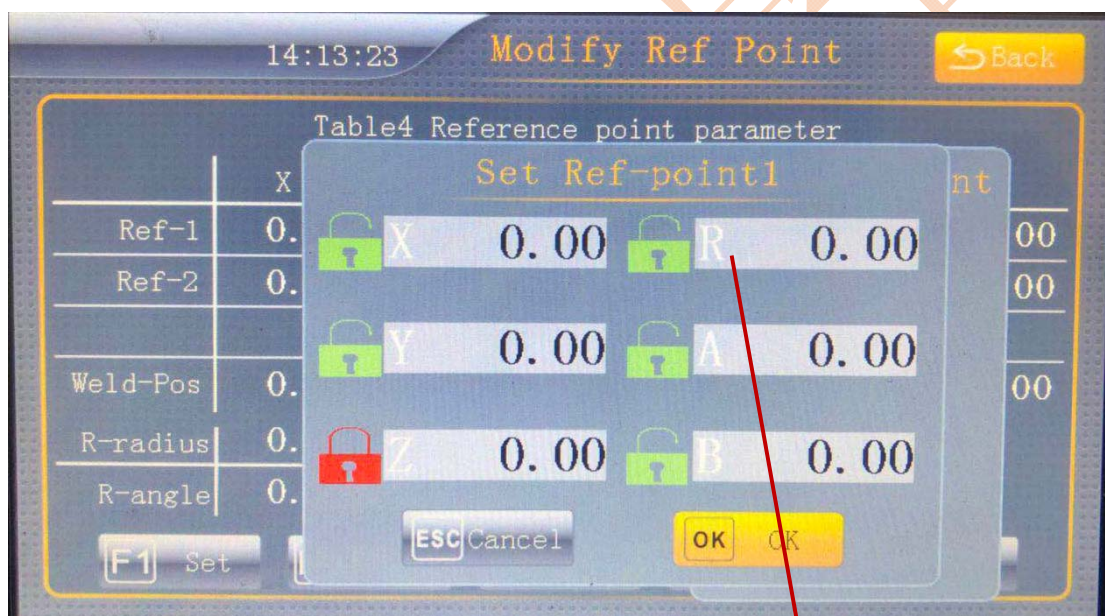 14:13:23 Modify Ref Point Back
Table4 Reference point parameter
Set Ref-point1
X nt
Ref-1 0. X 0.00 R 0.00 00
Ref-2 0. 00
Y 0.00 A 0.00
Weld-Pos 0. 00
R-radius 0. Z 0.00 B 0.00
R-angle 0.
ESC Cancel OK OK
F1 Set